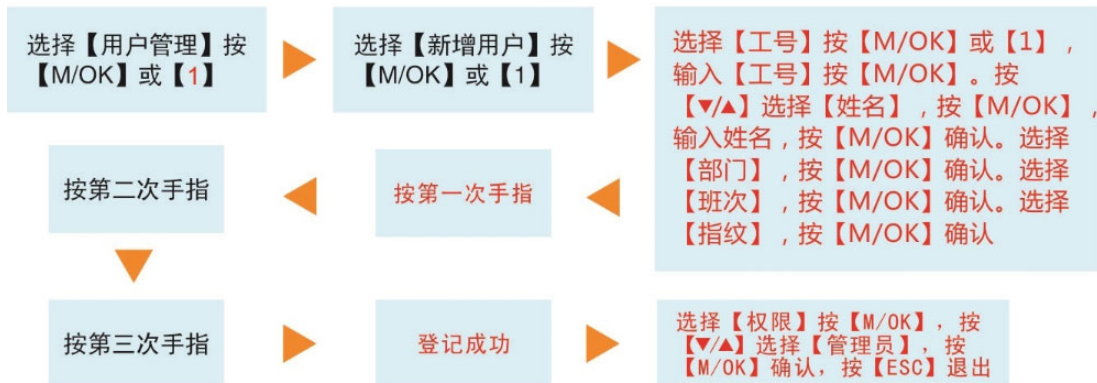 选择【用户管理】按
【M/OK】或【1】
选择【新增用户】按
【M/OK】或【1】
选择【工号】按【M/OK】或【1】，
输入【工号】按【M/OK】。按
【▼/▲】选择【姓名】，按【M/OK】，
输入姓名，按【M/OK】确认。选择
【部门】，按【M/OK】确认。选择
【班次】，按【M/OK】确认。选择
【指纹】，按【M/OK】确认
按第一次手指
按第二次手指
按第三次手指
登记成功
选择【权限】按【M/OK】，按
【▼/▲】选择【管理员】，按
【M/OK】确认，按【ESC】退出